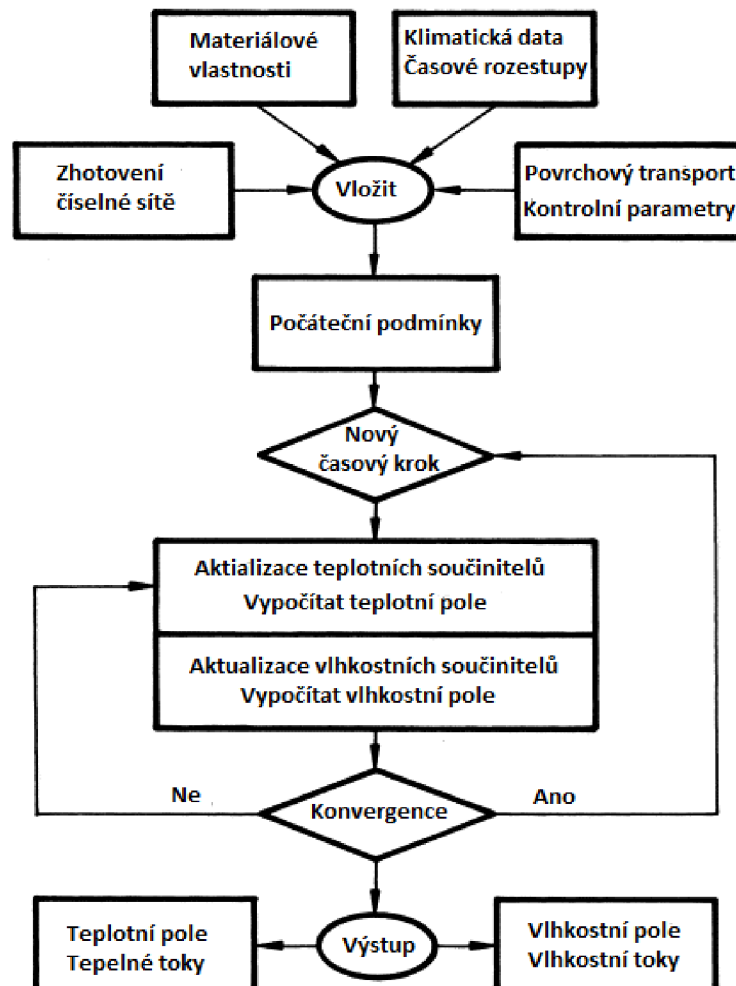 Materiálové
vlastnosti
Klimatická data
Časové rozestupy
Zhotovení
číselné sítě
Vložit
Povrchový transport
Kontrolní parametry
Počáteční podmínky
Nový
časový krok
Aktializace teplotních součinitelů
Vypočítat teplotní pole
Aktualizace vlhkostních součinitelů
Vypočítat vlhkostní pole
Ne
Konvergence
Ano
Teplotní pole
Tepelné toky
Výstup
Vlhkostní pole
Vlhkostní toky